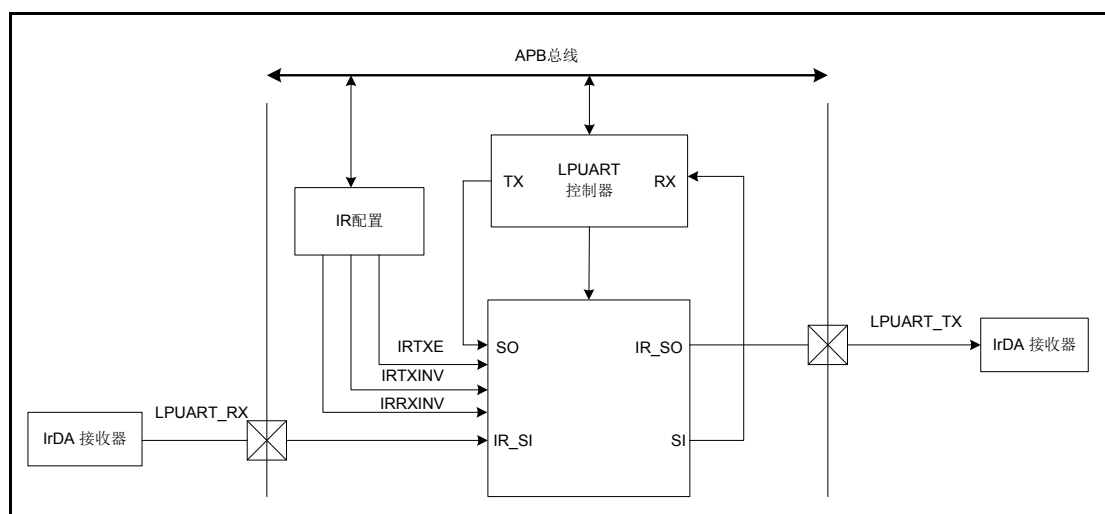 APB总线
TX
LPUART
控制器
RX
IR配置
IRTXE
IRTXINV
IRRXINV
SO
IR_SO
LPUART_TX
IrDA 接收器
LPUART_RX
IrDA 接收器
IR_SI
SI